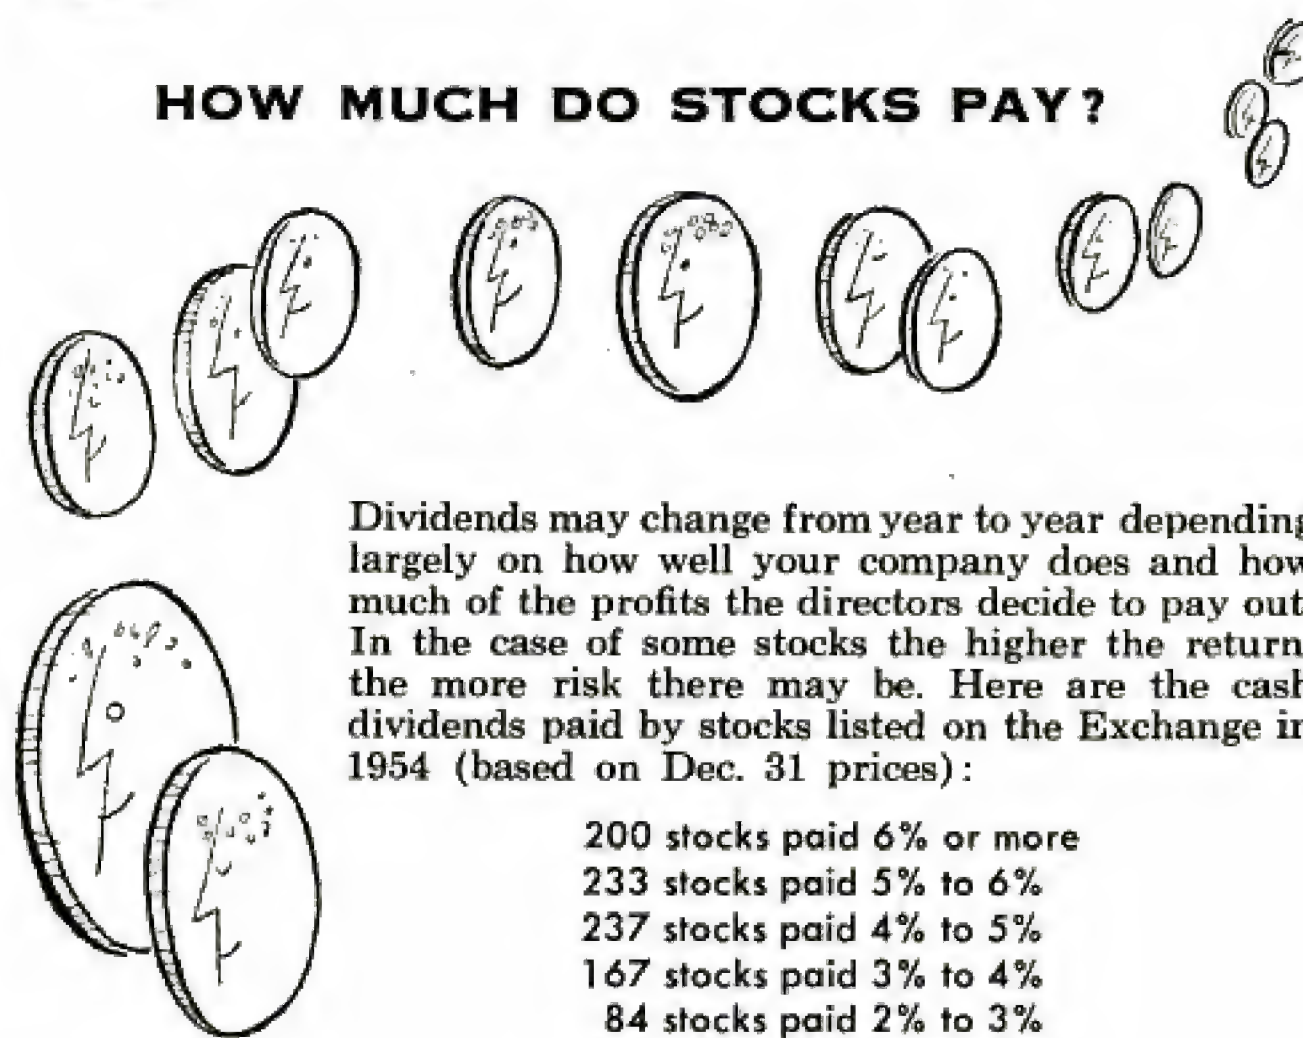 HOW MUCH DO STOCKS PAY?
Dividends may change from year to year depending
largely on how well your company does and how
much of the profits the directors decide to pay out
In the case of some stocks the higher the return
the more risk there may be. Here are the cash
dividends paid by stocks listed on the Exchange in
1954 (based on Dec. 31 prices):
200 stocks paid 6% or more
233 stocks paid 5% to 6%
237 stocks paid 4% to 5%
167 stocks paid 3% to 4%
84 stocks paid 2% to 3%